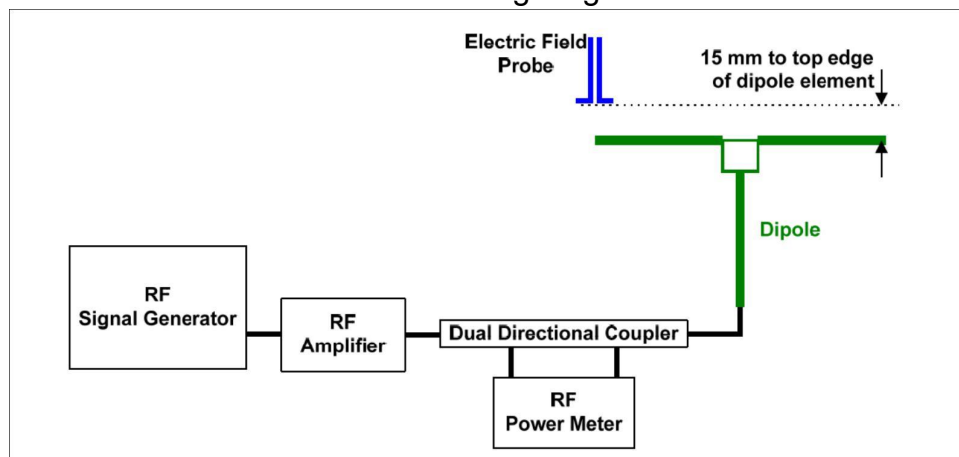 Electric Field
Probe
15 mm to top edge
of dipole element
Dipole
RF
Signal Generator
RF
Amplifier
Dual Directional Coupler
RF
Power Meter